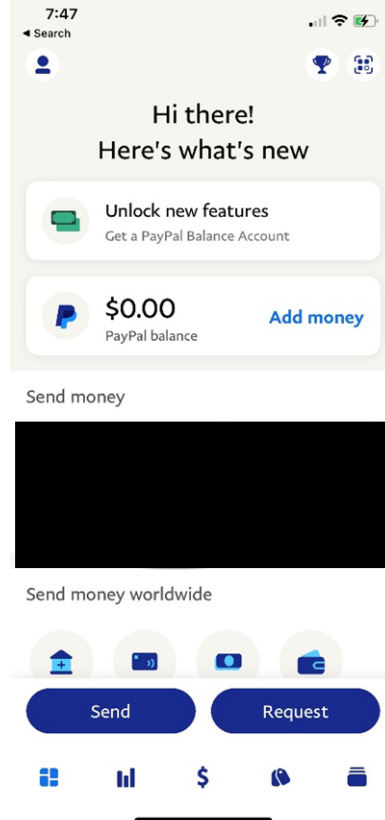 7:47
◀ Search
Hi there!
Here's what's new
Unlock new features
Get a PayPal Balance Account
$0.00
PayPal balance
Add money
Send money
Send money worldwide
Send
Request